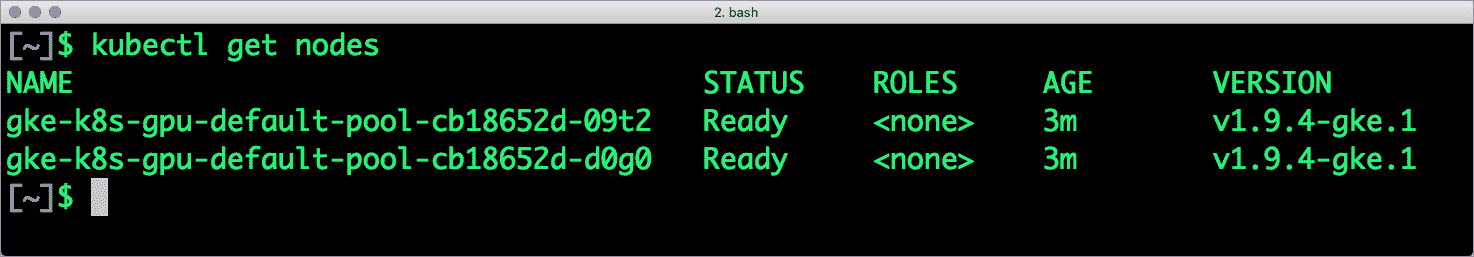 2. bash
[~]$ kubectl get nodes
NAME STATUS ROLES AGE VERSION
gke-k8s-gpu-default-pool-cb18652d-09t2 Ready <none> 3m v1.9.4-gke.1
gke-k8s-gpu-default-pool-cb18652d-d0g0 Ready <none> 3m v1.9.4-gke.1
[~]$